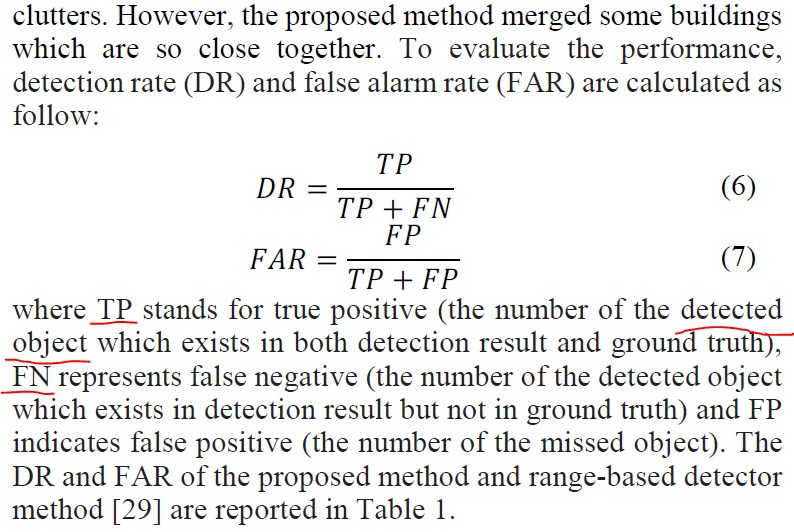 clutters. However, the proposed method merged some buildings
which are so close together. To evaluate the performance,
detection rate (DR) and false alarm rate (FAR) are calculated as
follow:
DR = TP / (TP + FN) (6)
FAR = FP / (TP + FP) (7)
where TP stands for true positive (the number of the detected
object which exists in both detection result and ground truth),
FN represents false negative (the number of the detected object
which exists in detection result but not in ground truth) and FP
indicates false positive (the number of the missed object). The
DR and FAR of the proposed method and range-based detector
method [29] are reported in Table 1.